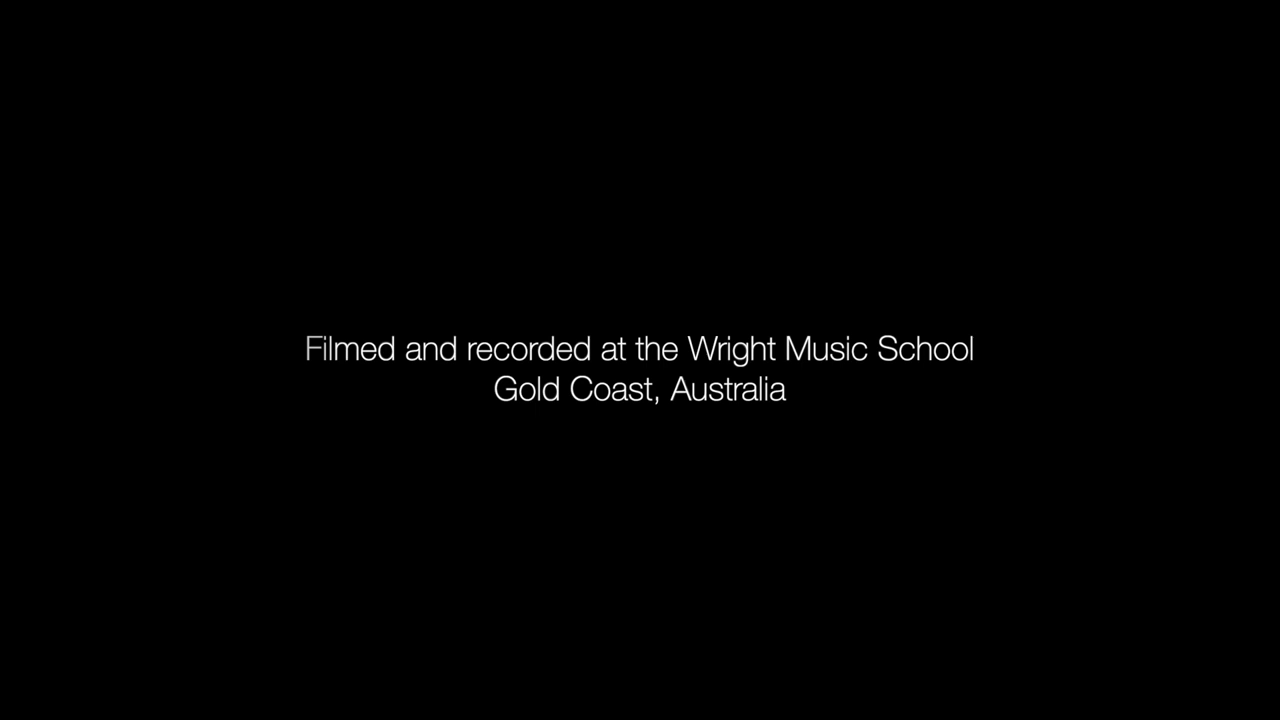 Filmed and recorded at the Wright Music School
Gold Coast, Australia